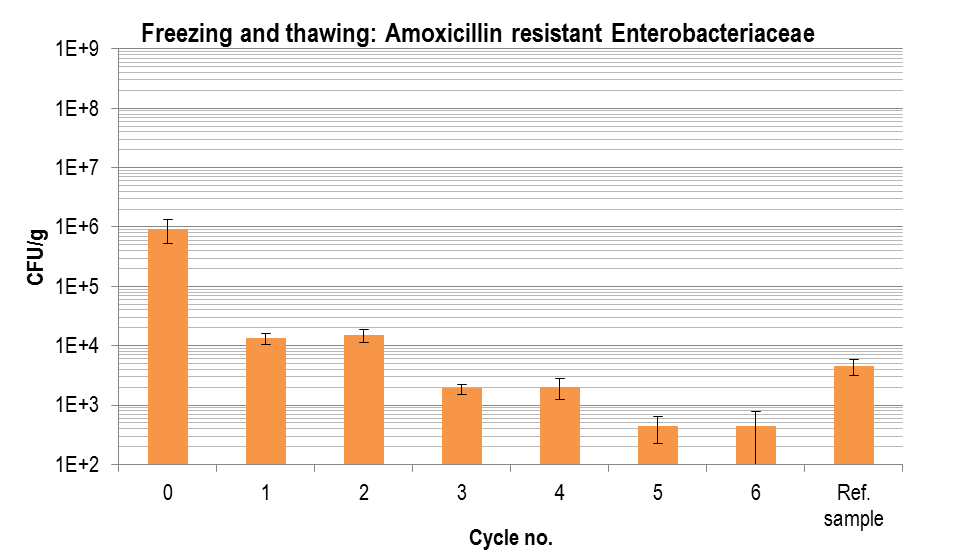 Freezing and thawing: Amoxicillin resistant Enterobacteriaceae
1E+9
1E+8
1E+7
1E+6
1E+5
1E+4
1E+3
1E+2
CFU/g
0 1 2 3 4 5 6 Ref.
sample
Cycle no.